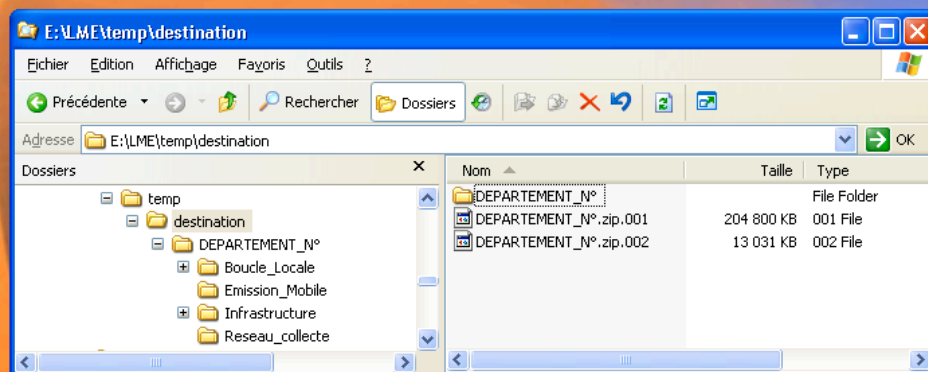 E:\LME\temp\destination
Fichier Edition Affichage Favoris Outils ?
Précédente Rechercher Dossiers
Adresse E:\LME\temp\destination OK
Dossiers
temp
destination
DEPARTEMENT_N°
Boucle_Locale
Emission_Mobile
Infrastructure
Reseau_collecte
Nom Taille Type
DEPARTEMENT_N° File Folder
DEPARTEMENT_N°.zip.001 204 800 KB 001 File
DEPARTEMENT_N°.zip.002 13 031 KB 002 File